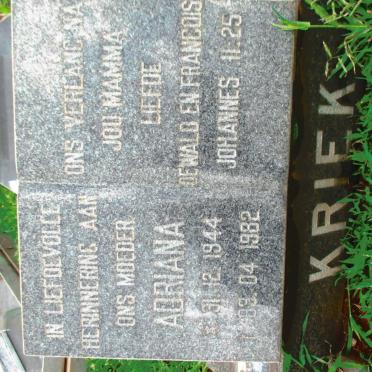 IN LIEFDEVOLLE
HERINNERING AAN
ONS MOEDER
ADRIANA
31.12.1944
04.1982
ONS VERLANG NA
JOU MAMMA
LIEFDE
DEWALD EN FRANCOIS
JOHANNES 11:25
KRIEK